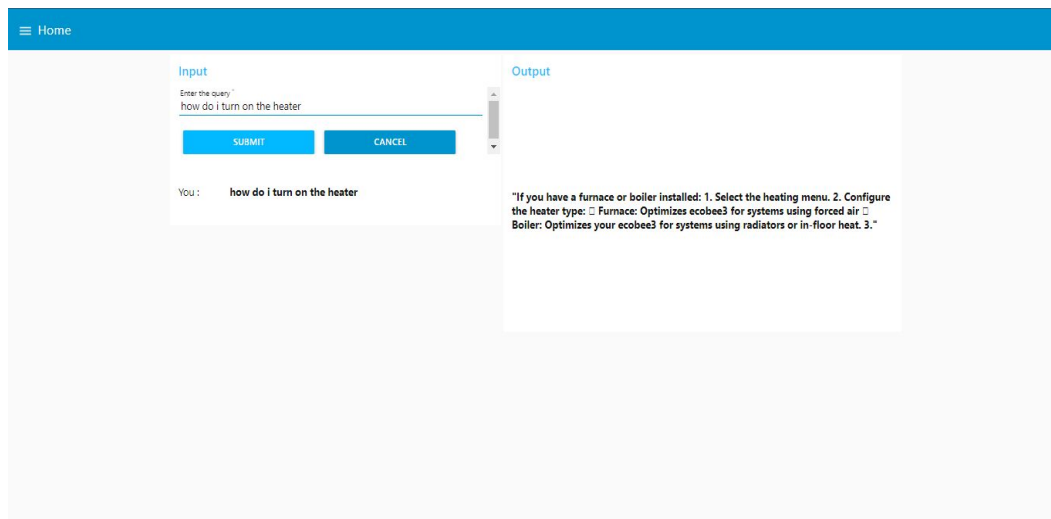 Home
Input
Enter the query *
how do i turn on the heater
SUBMIT CANCEL
You : how do i turn on the heater
Output
"If you have a furnace or boiler installed: 1. Select the heating menu. 2. Configure
the heater type: □ Furnace: Optimizes ecobee3 for systems using forced air □
Boiler: Optimizes your ecobee3 for systems using radiators or in-floor heat. 3."